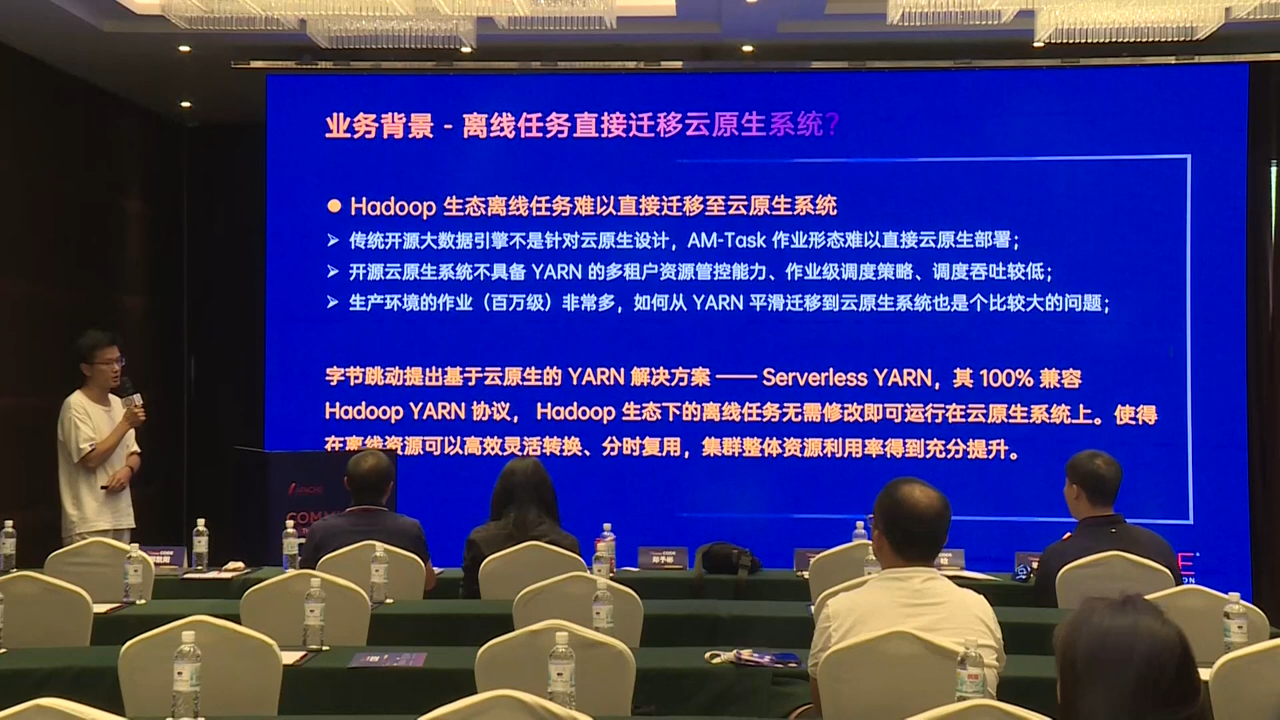 业务背景 - 离线任务直接迁移云原生系统?
Hadoop 生态离线任务难以直接迁移至云原生系统
传统开源大数据引擎不是针对云原生设计，AM-Task 作业形态难以直接云原生部署；
开源云原生系统不具备 YARN 的多租户资源管控能力、作业级调度策略、调度吞吐较低；
生产环境的作业（百万级）非常多，如何从 YARN 平滑迁移到云原生系统也是个比较大的问题；
字节跳动提出基于云原生的 YARN 解决方案 —— Serverless YARN，其 100% 兼容
Hadoop YARN 协议， Hadoop 生态下的离线任务无需修改即可运行在云原生系统上。使得
在离线资源可以高效灵活转换、分时复用，集群整体资源利用率得到充分提升。
APACHE
COMM
CODE
CODE